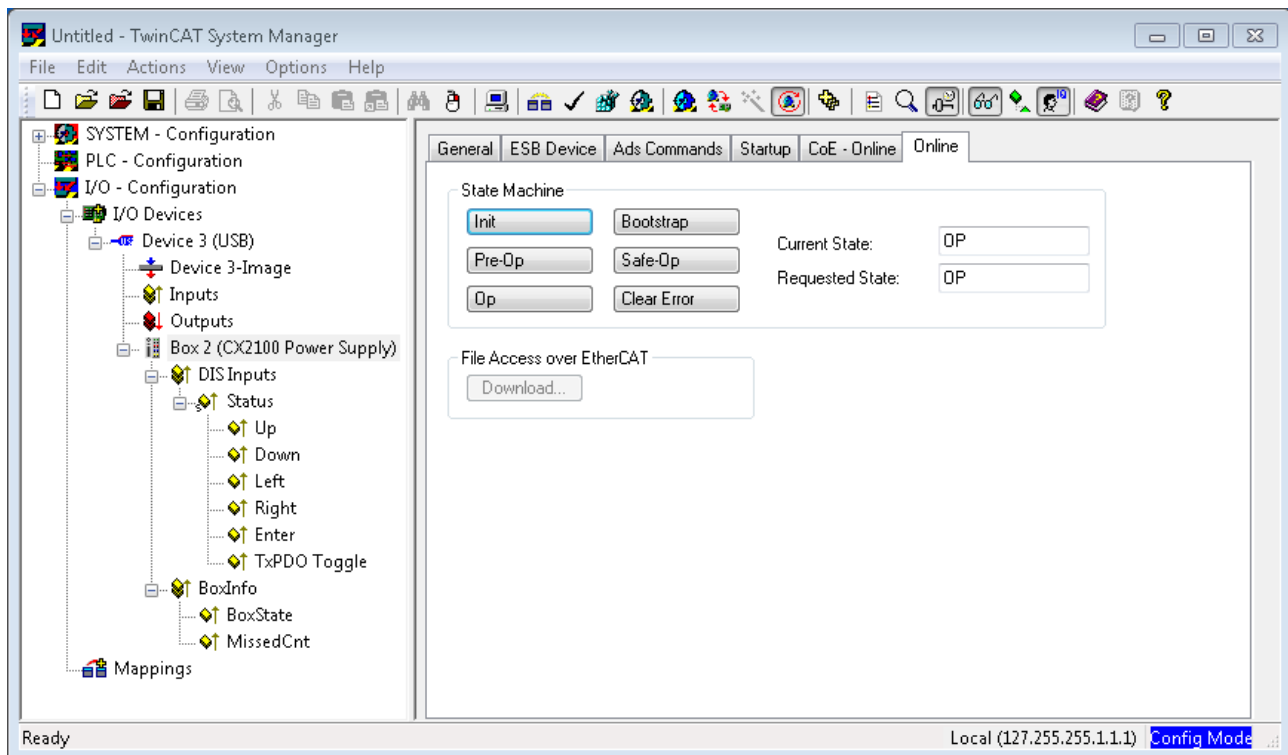 Untitled - TwinCAT System Manager
File Edit Actions View Options Help
SYSTEM - Configuration
PLC - Configuration
I/O - Configuration
I/O Devices
Device 3 (USB)
Device 3-Image
Inputs
Outputs
Box 2 (CX2100 Power Supply)
DIS Inputs
Status
Up
Down
Left
Right
Enter
TxPDO Toggle
BoxInfo
BoxState
MissedCnt
Mappings
General ESB Device Ads Commands Startup CoE - Online Online
State Machine
Init Bootstrap
Pre-Op Safe-Op
Op Clear Error
Current State: OP
Requested State: OP
File Access over EtherCAT
Download...
Ready Local (127.255.255.1.1.1) Config Mode